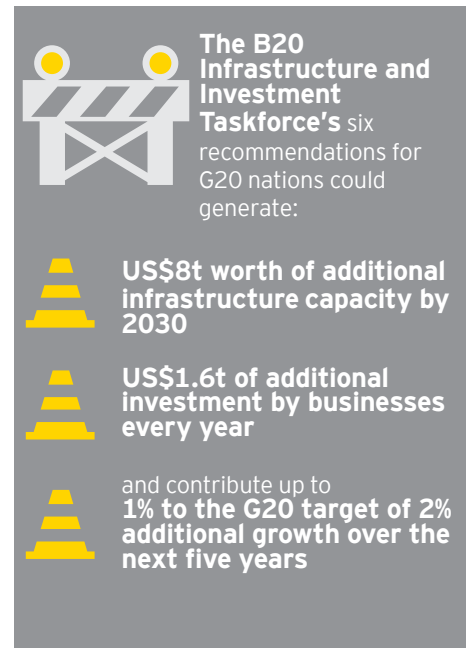 The B20
Infrastructure and
Investment
Taskforce's six
recommendations for
G20 nations could
generate:
US$8t worth of additional
infrastructure capacity by
2030
US$1.6t of additional
investment by businesses
every year
and contribute up to
1% to the G20 target of 2%
additional growth over the
next five years